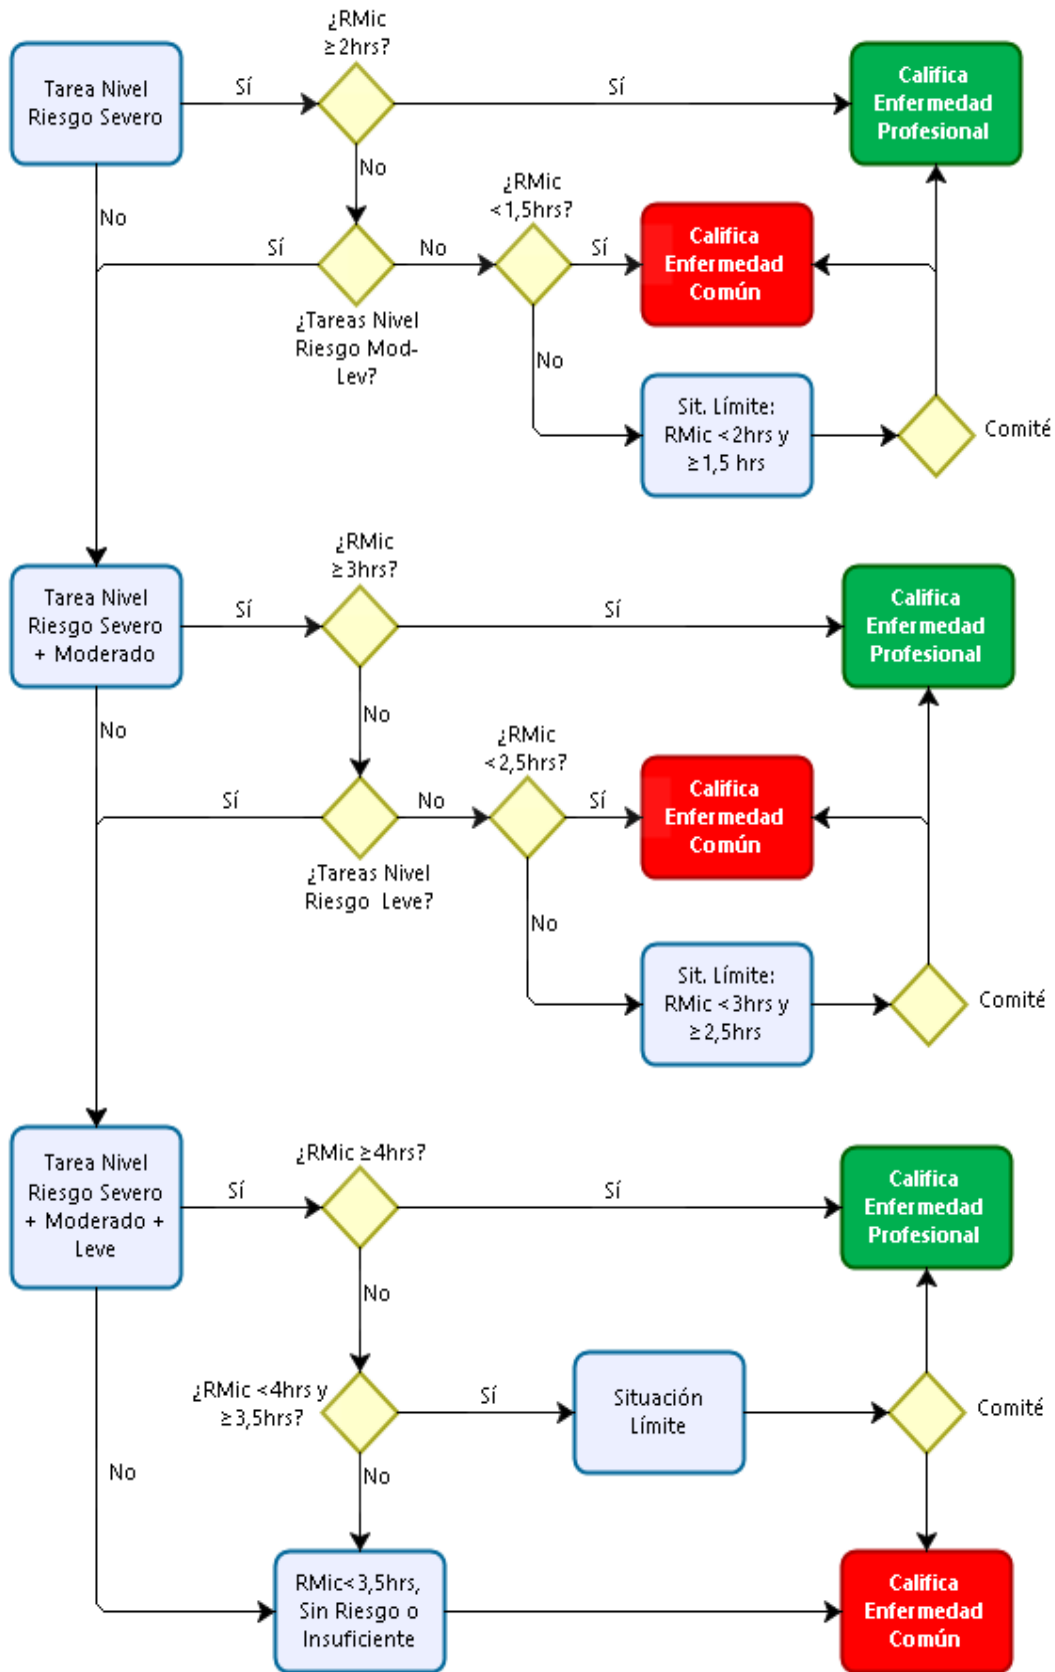 ¿RMic
≥2hrs?
Tarea Nivel
Riesgo Severo
Sí
Sí
Califica
Enfermedad
Profesional
No
No
¿RMic
<1,5hrs?
Sí
No
Sí
Califica
Enfermedad
Común
¿Tareas Nivel
Riesgo Mod-
Lev?
No
Sit. Límite:
RMic <2hrs y
≥1,5 hrs
Comité
¿RMic
≥3hrs?
Tarea Nivel
Riesgo Severo
+ Moderado
Sí
Sí
Califica
Enfermedad
Profesional
No
No
¿RMic
<2,5hrs?
Sí
No
Sí
Califica
Enfermedad
Común
¿Tareas Nivel
Riesgo Leve?
No
Sit. Límite:
RMic <3hrs y
≥2,5hrs
Comité
¿RMic ≥4hrs?
Tarea Nivel
Riesgo Severo
+ Moderado +
Leve
Sí
Sí
Califica
Enfermedad
Profesional
No
¿RMic <4hrs y
≥3,5hrs?
Sí
Situación
Límite
Comité
No
No
RMic<3,5hrs,
Sin Riesgo o
Insuficiente
Califica
Enfermedad
Común